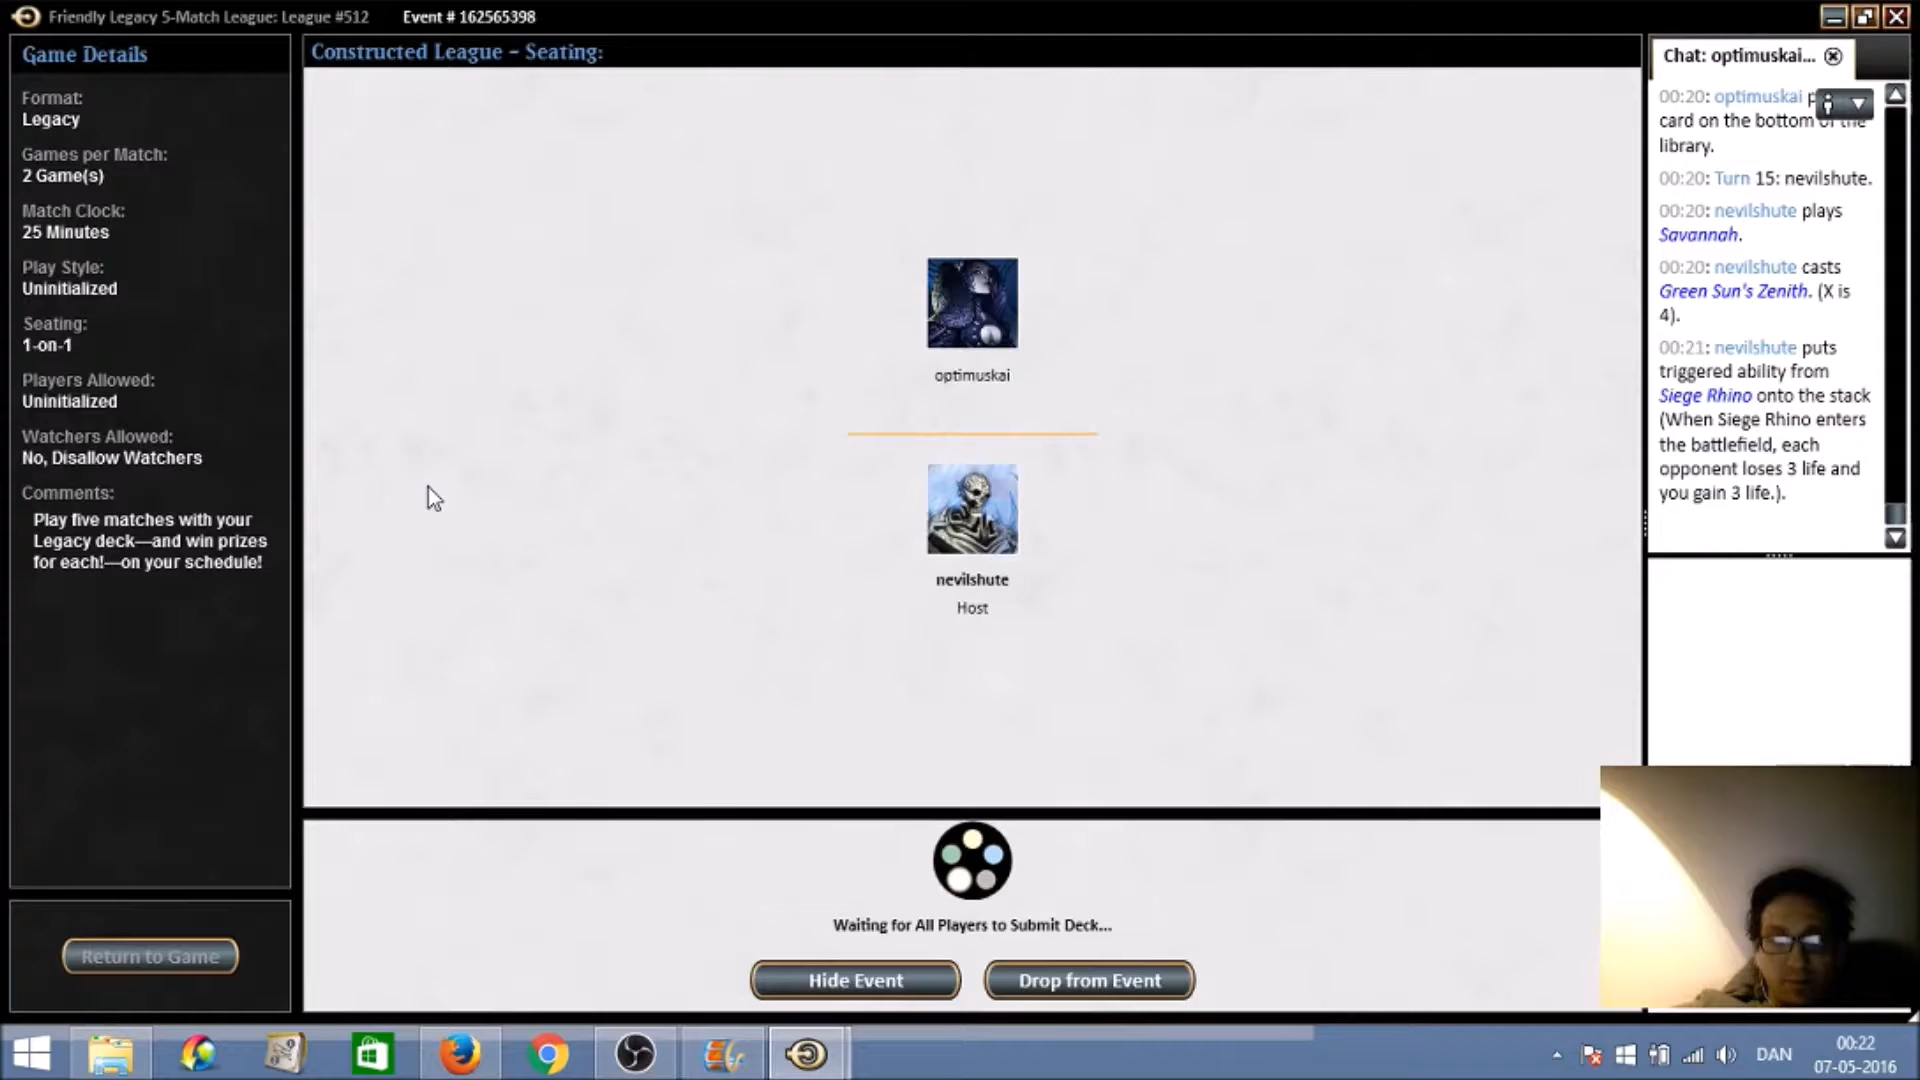 Friendly Legacy 5-Match League: League #512
Event # 162565398
Game Details
Format:
Legacy
Games per Match:
2 Game(s)
Match Clock:
25 Minutes
Play Style:
Uninitialized
Seating:
1-on-1
Players Allowed:
Uninitialized
Watchers Allowed:
No, Disallow Watchers
Comments:
Play five matches with your
Legacy deck—and win prizes
for each!—on your schedule!
Return to Game
Constructed League - Seating:
optimuskai
nevilshute
Host
Waiting for All Players to Submit Deck...
Hide Event
Drop from Event
Chat: optimuskai...
00:20: optimuskai
card on the bottom of the
library.
00:20: Turn 15: nevilshute.
00:20: nevilshute plays
Savannah.
00:20: nevilshute casts
Green Sun's Zenith. (X is
4).
00:21: nevilshute puts
triggered ability from
Siege Rhino onto the stack
(When Siege Rhino enters
the battlefield, each
opponent loses 3 life and
you gain 3 life.).
DAN
00:22
07-05-2016